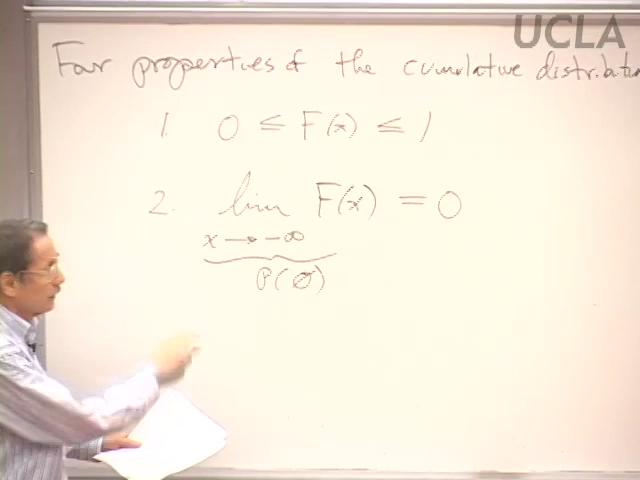 UCLA
Four properties of the cumulative distribution
1. 0 ≤ F(x) ≤ 1
2. lim F(x) = 0
x → -∞
P(∅)